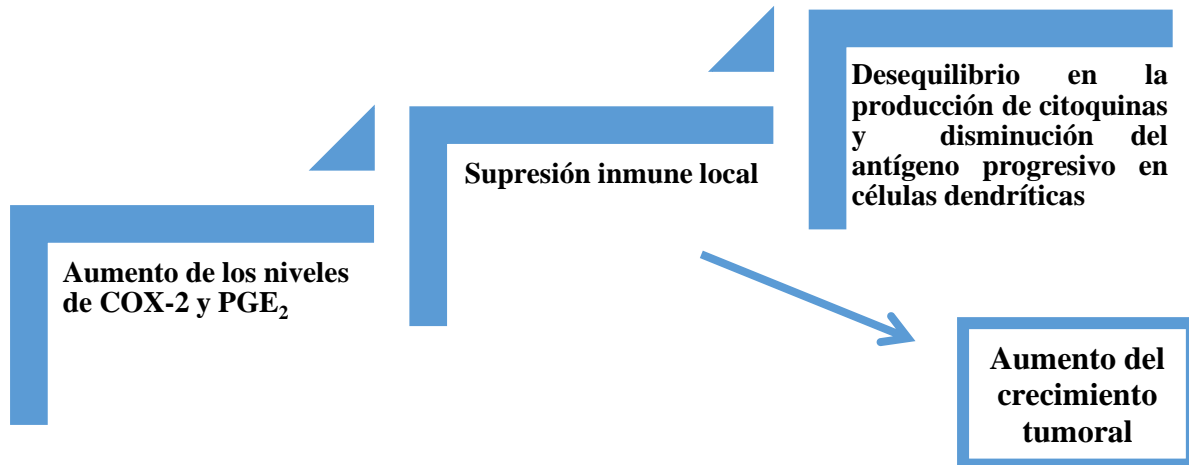 Aumento de los niveles
de COX-2 y PGE₂
Supresión inmune local
Desequilibrio en la
producción de citoquinas
y disminución del
antígeno progresivo en
células dendríticas
Aumento del
crecimiento
tumoral